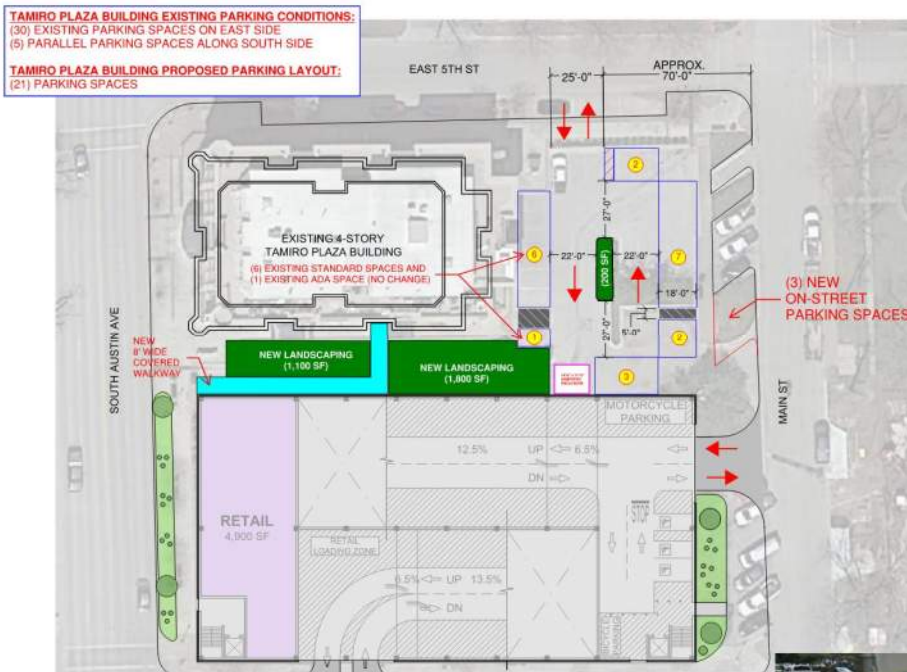 TAMIRO PLAZA BUILDING EXISTING PARKING CONDITIONS:
(30) EXISTING PARKING SPACES ON EAST SIDE
(5) PARALLEL PARKING SPACES ALONG SOUTH SIDE
TAMIRO PLAZA BUILDING PROPOSED PARKING LAYOUT:
(21) PARKING SPACES
EAST 5TH ST
25'-0"
APPROX.
70'-0"
2
27'-0"
EXISTING 4-STORY
TAMIRO PLAZA BUILDING
(6) EXISTING STANDARD SPACES AND
(1) EXISTING ADA SPACE (NO CHANGE)
6
22'-0"
(200 SF)
22'-0"
7
18'-0"
(3) NEW
ON-STREET
PARKING SPACES
27'-0"
5'-0"
1
2
3
SOUTH AUSTIN AVE
MAIN ST
NEW
8' WIDE
COVERED
WALKWAY
NEW LANDSCAPING
(1,100 SF)
NEW LANDSCAPING
(1,800 SF)
MOTORCYCLE
PARKING
12.5%
UP
6.5%
DN
STOP
RETAIL
4,900 SF
RETAIL
LOADING ZONE
6.5%
UP
13.5%
DN
BICYCLE
PARKING